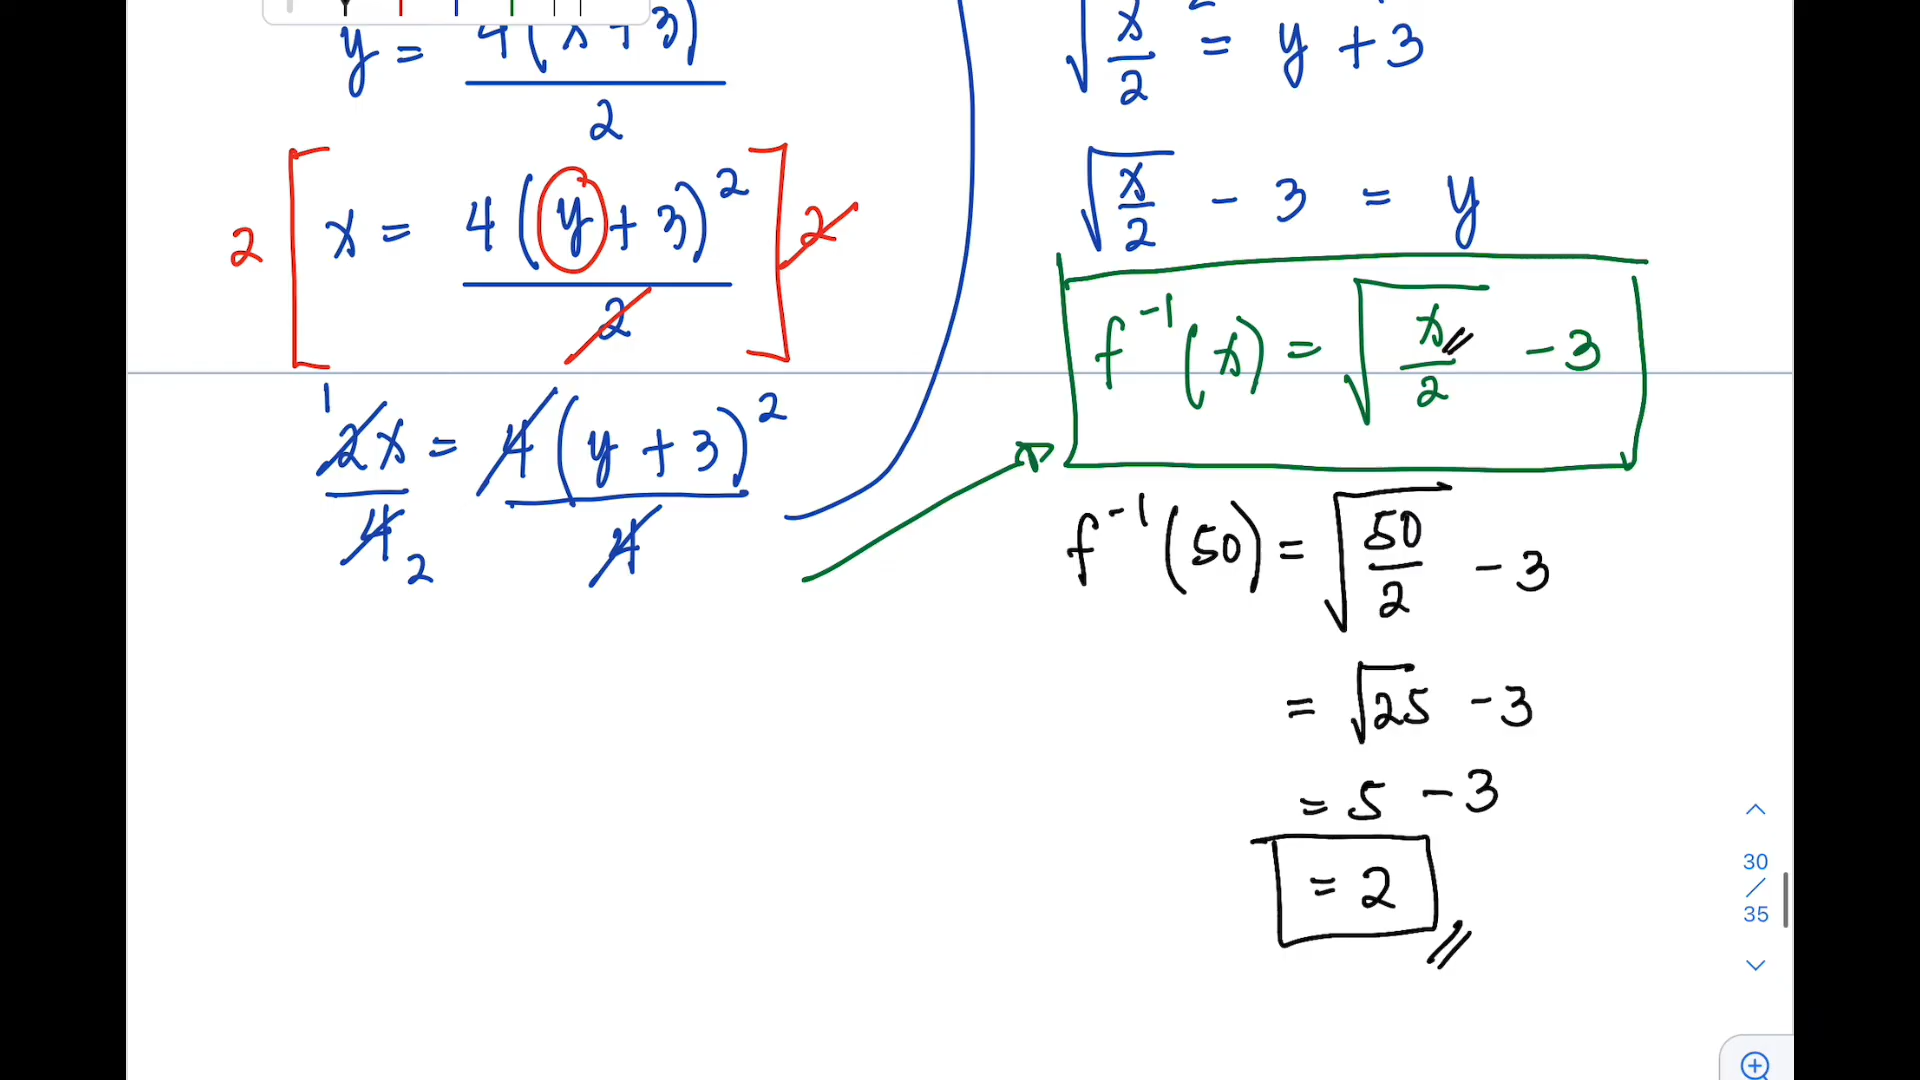 y = 4(x+3)
2
2 [ x = 4(y+3)² ] 2
2
1
2x = 4(y+3)²
4 2 4
√(x/2) = y + 3
√(x/2) - 3 = y
f⁻¹(x) = √(x/2) - 3
f⁻¹(50) = √(50/2) - 3
= √25 - 3
= 5 - 3
= 2
30
/
35